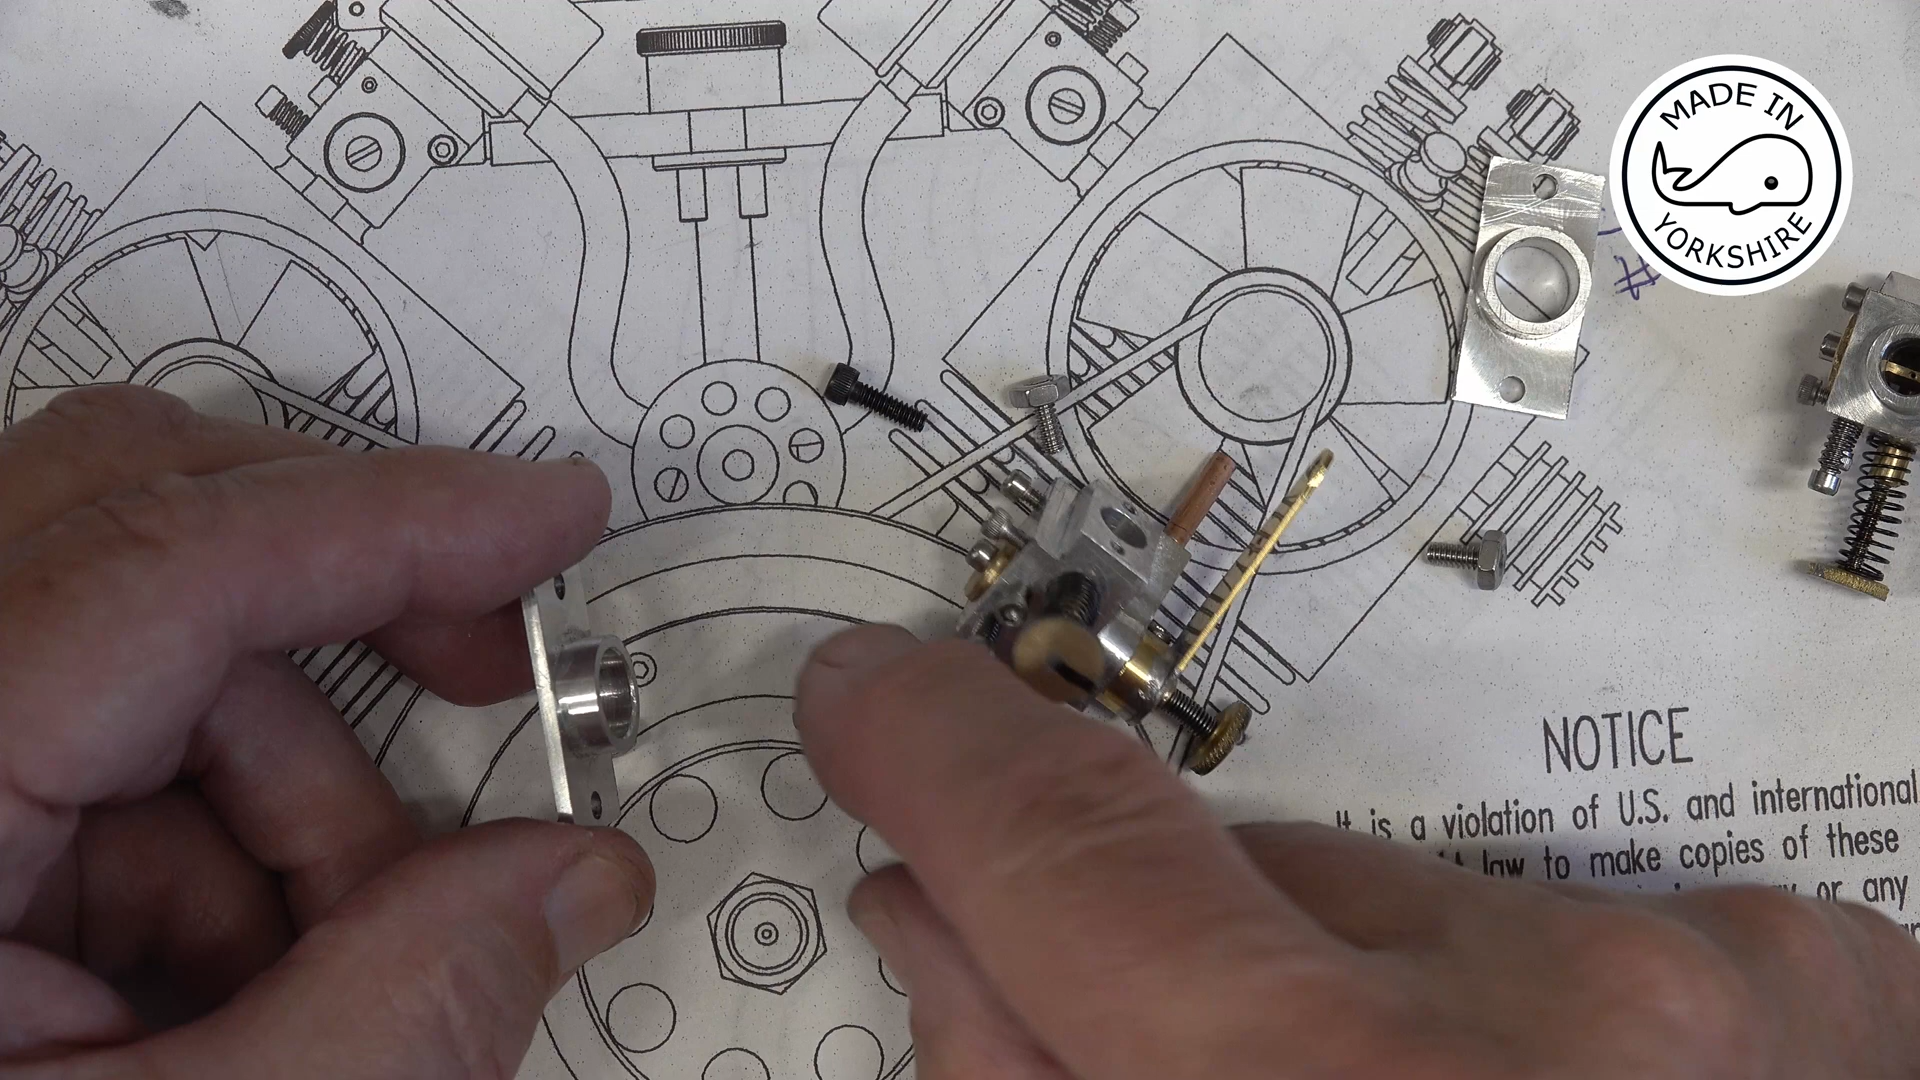 MADE IN
YORKSHIRE
NOTICE
It is a violation of U.S. and international
law to make copies of these
or any